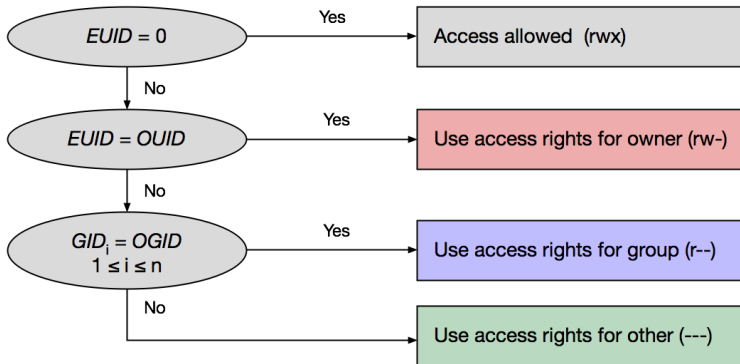 EUID = 0
Yes
Access allowed (rwx)
No
EUID = OUID
Yes
Use access rights for owner (rw-)
No
GIDi = OGID
1 ≤ i ≤ n
Yes
Use access rights for group (r--)
No
Use access rights for other (---)